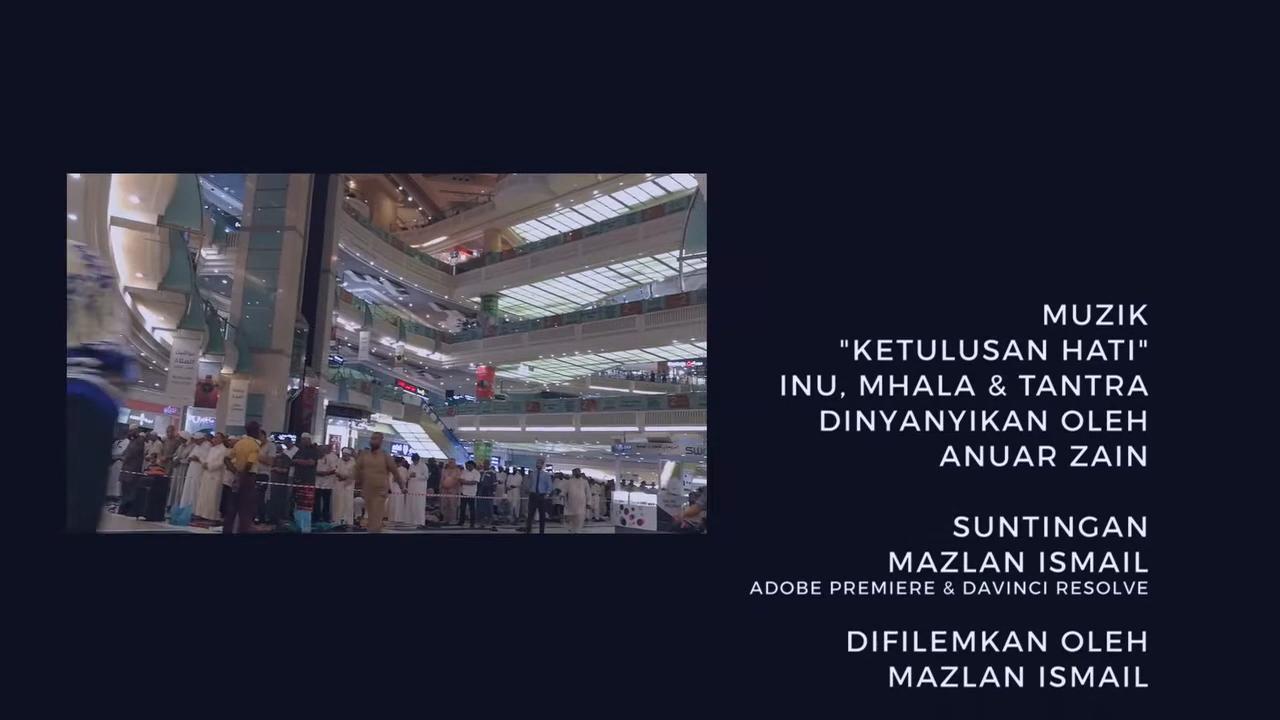 MUZIK
"KETULUSAN HATI"
INU, MHALA & TANTRA
DINYANYIKAN OLEH
ANUAR ZAIN
SUNTINGAN
MAZLAN ISMAIL
ADOBE PREMIERE & DAVINCI RESOLVE
DIFILEMKAN OLEH
MAZLAN ISMAIL